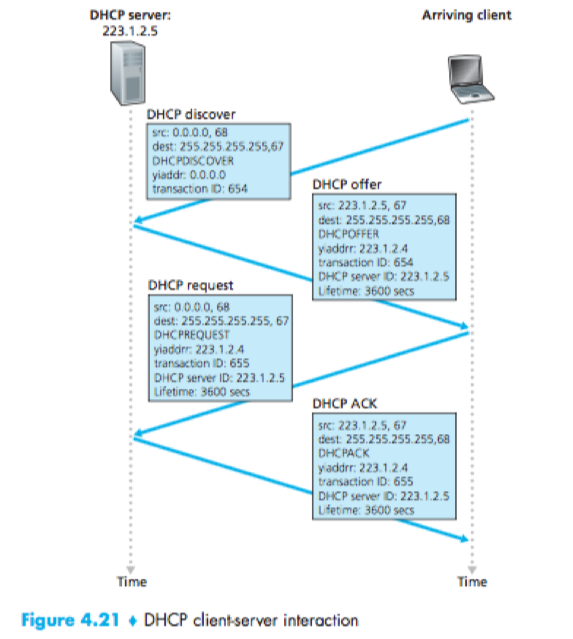 DHCP server:
223.1.2.5
Arriving client
DHCP discover
src: 0.0.0.0, 68
dest: 255.255.255.255,67
DHCPDISCOVER
yiaddr: 0.0.0.0
transaction ID: 654
DHCP offer
src: 223.1.2.5, 67
dest: 255.255.255.255,68
DHCPOFFER
yiaddrr: 223.1.2.4
transaction ID: 654
DHCP server ID: 223.1.2.5
Lifetime: 3600 secs
DHCP request
src: 0.0.0.0, 68
dest: 255.255.255.255, 67
DHCPREQUEST
yiaddrr: 223.1.2.4
transaction ID: 655
DHCP server ID: 223.1.2.5
Lifetime: 3600 secs
DHCP ACK
src: 223.1.2.5, 67
dest: 255.255.255.255,68
DHCPACK
yiaddrr: 223.1.2.4
transaction ID: 655
DHCP server ID: 223.1.2.5
Lifetime: 3600 secs
Time
Time
Figure 4.21 ♦ DHCP client-server interaction